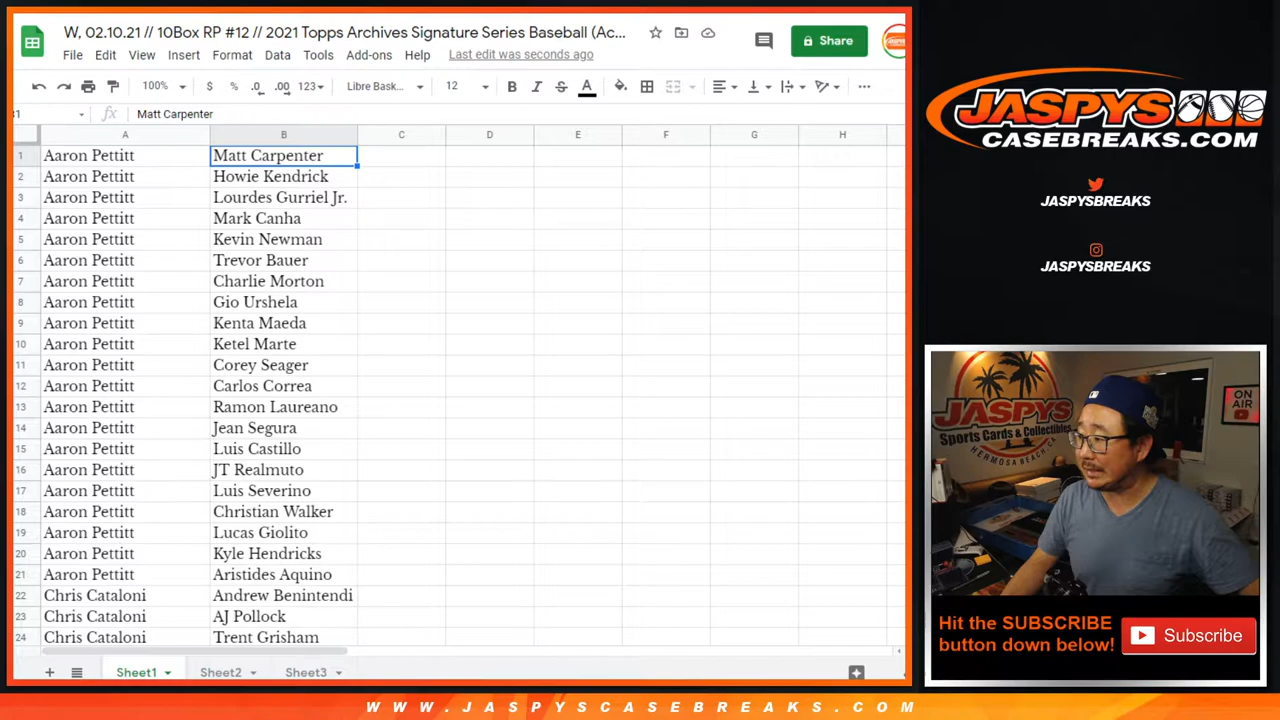 W, 02.10.21 // 10Box RP #12 // 2021 Topps Archives Signature Series Baseball (Ac...
File Edit View Insert Format Data Tools Add-ons Help Last edit was seconds ago
Share
100% $ % .0 .00 123 Libre Bask... 12 B I S A
fx Matt Carpenter
A B C D E F G H
1 Aaron Pettitt Matt Carpenter
2 Aaron Pettitt Howie Kendrick
3 Aaron Pettitt Lourdes Gurriel Jr.
4 Aaron Pettitt Mark Canha
5 Aaron Pettitt Kevin Newman
6 Aaron Pettitt Trevor Bauer
7 Aaron Pettitt Charlie Morton
8 Aaron Pettitt Gio Urshela
9 Aaron Pettitt Kenta Maeda
10 Aaron Pettitt Ketel Marte
11 Aaron Pettitt Corey Seager
12 Aaron Pettitt Carlos Correa
13 Aaron Pettitt Ramon Laureano
14 Aaron Pettitt Jean Segura
15 Aaron Pettitt Luis Castillo
16 Aaron Pettitt JT Realmuto
17 Aaron Pettitt Luis Severino
18 Aaron Pettitt Christian Walker
19 Aaron Pettitt Lucas Giolito
20 Aaron Pettitt Kyle Hendricks
21 Aaron Pettitt Aristides Aquino
22 Chris Cataloni Andrew Benintendi
23 Chris Cataloni AJ Pollock
24 Chris Cataloni Trent Grisham
Sheet1 Sheet2 Sheet3
JASPYS
CASEBREAKS.COM
JASPYSBREAKS
JASPYSBREAKS
JASPYS
Sports Cards & Collectibles
HERMOSA BEACH, CA
ON
AIR
Hit the SUBSCRIBE
button down below!
Subscribe
WWW.JASPYSCASEBREAKS.COM